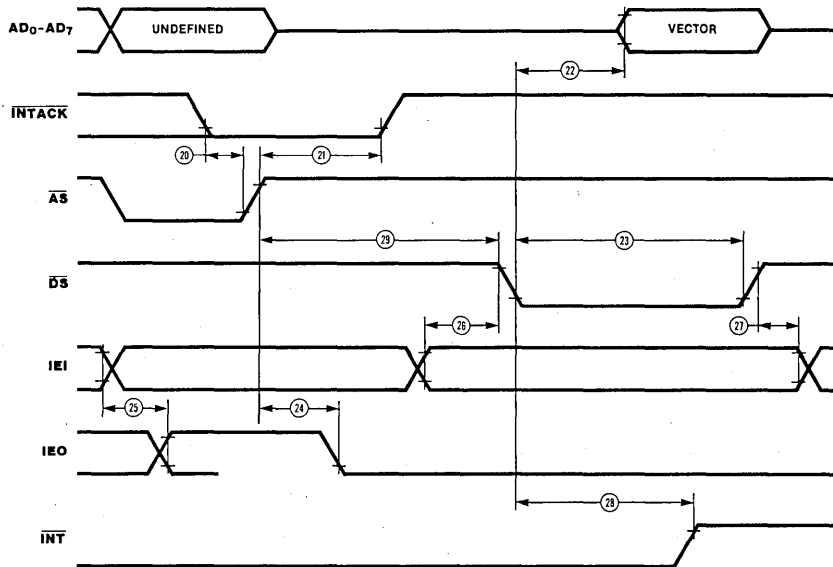 AD0-AD7
UNDEFINED
VECTOR
22
INTACK
20
21
AS
29
23
DS
26
27
IEI
25
24
IEO
28
INT